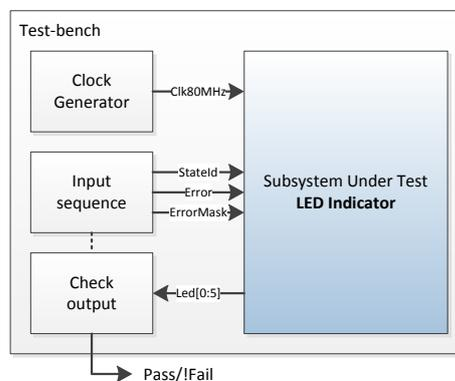 Test-bench
Clock
Generator
Clk80MHz
Input
sequence
StateId
Error
ErrorMask
Subsystem Under Test
LED Indicator
Check
output
Led[0:5]
Pass/!Fail